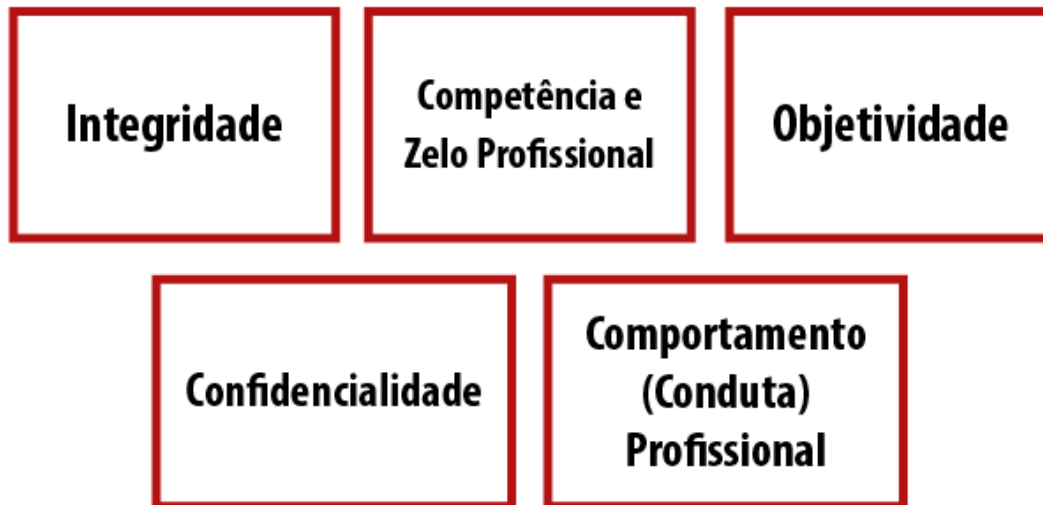 Integridade
Competência e
Zelo Profissional
Objetividade
Confidencialidade
Comportamento
(Conduta)
Profissional